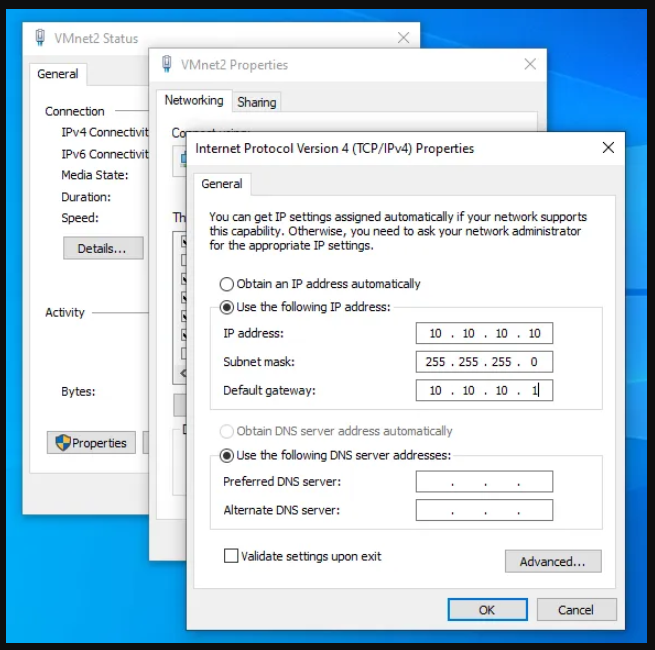 VMnet2 Status
General
Connection
IPv4 Connectivit
IPv6 Connectivit
Media State:
Duration:
Speed:
Details...
Activity
Bytes:
Properties
VMnet2 Properties
Networking
Sharing
Internet Protocol Version 4 (TCP/IPv4) Properties
General
You can get IP settings assigned automatically if your network supports
this capability. Otherwise, you need to ask your network administrator
for the appropriate IP settings.
Obtain an IP address automatically
Use the following IP address:
IP address: 10 . 10 . 10 . 10
Subnet mask: 255 . 255 . 255 . 0
Default gateway: 10 . 10 . 10 . 1
Obtain DNS server address automatically
Use the following DNS server addresses:
Preferred DNS server: . . .
Alternate DNS server: . . .
Validate settings upon exit
Advanced...
OK
Cancel